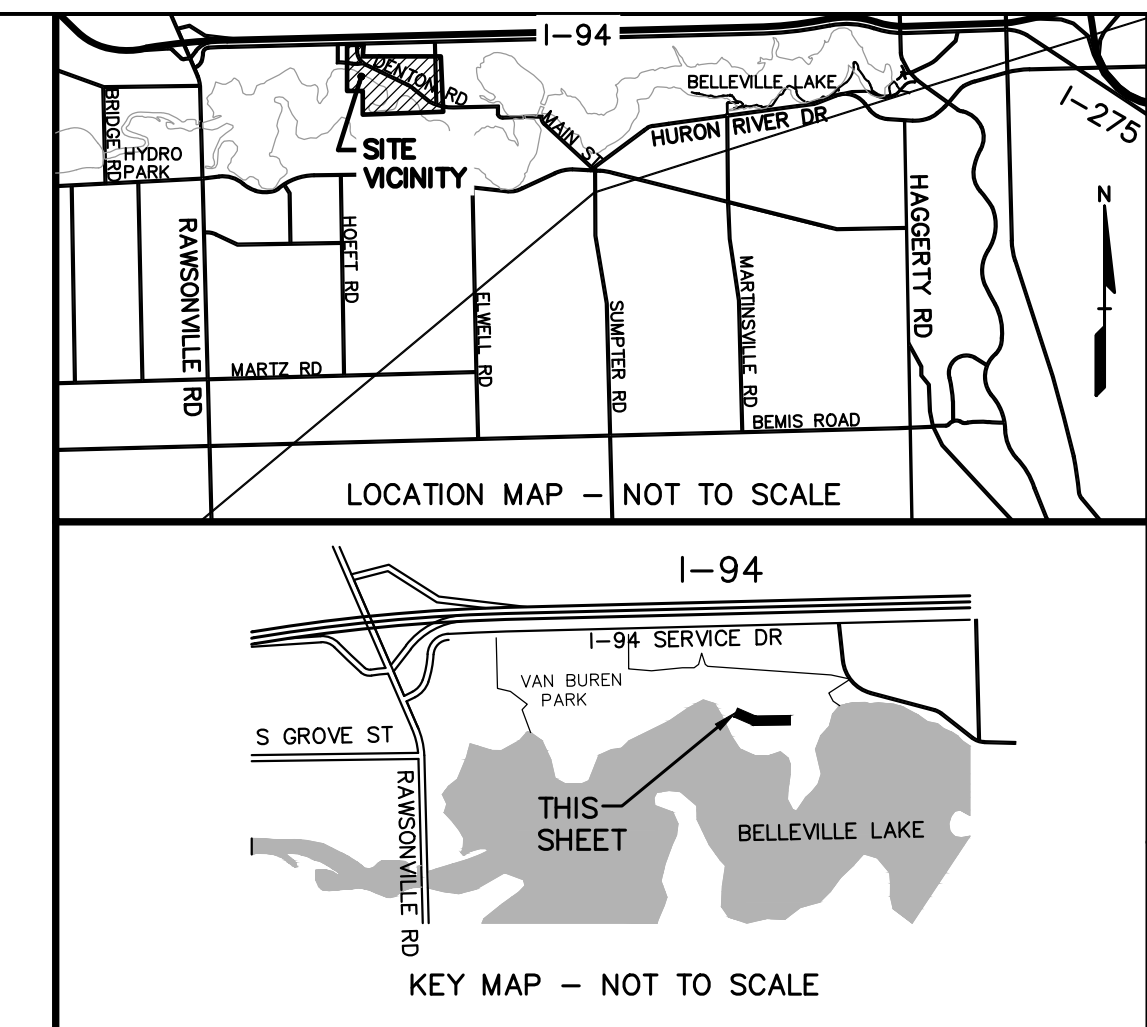 I-94
DENTON RD
BELLEVILLE LAKE
I-275
BRIDGE RD
HYDRO
PARK
SITE
VICINITY
MAIN ST
HURON RIVER DR
N
RAWSONVILLE RD
HOEFT RD
HAGGERTY RD
ELWELL RD
SUMPTER RD
MARTINSVILLE RD
MARTZ RD
BEMIS ROAD
LOCATION MAP - NOT TO SCALE
I-94
I-94 SERVICE DR
VAN BUREN
PARK
S GROVE ST
RAWSONVILLE RD
THIS
SHEET
BELLEVILLE LAKE
KEY MAP - NOT TO SCALE